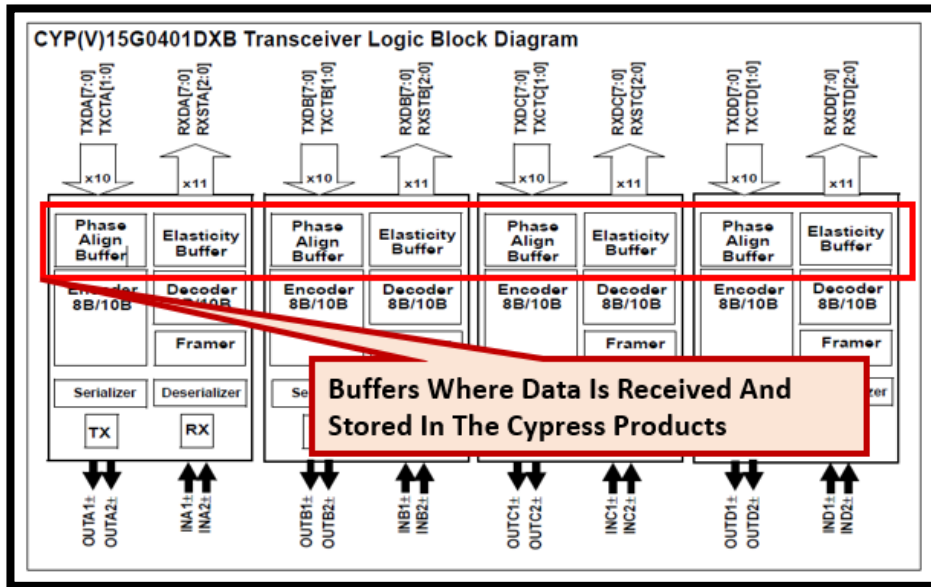 CYP(V)15G0401DXB Transceiver Logic Block Diagram
TXDA[7:0]
TXCTA[1:0]
RXDA[7:0]
RXSTA[2:0]
TXDB[7:0]
TXCTB[1:0]
RXDB[7:0]
RXSTB[2:0]
TXDC[7:0]
TXCTC[1:0]
RXDC[7:0]
RXSTC[2:0]
TXDD[7:0]
TXCTD[1:0]
RXDD[7:0]
RXSTD[2:0]
x10
x11
x10
x11
x10
x11
x10
x11
Phase
Align
Buffer
Elasticity
Buffer
Phase
Align
Buffer
Elasticity
Buffer
Phase
Align
Buffer
Elasticity
Buffer
Phase
Align
Buffer
Elasticity
Buffer
Encoder
8B/10B
Decoder
8B/10B
Encoder
8B/10B
Decoder
8B/10B
Encoder
8B/10B
Decoder
8B/10B
Encoder
8B/10B
Decoder
8B/10B
Framer
Framer
Framer
Buffers Where Data Is Received And
Stored In The Cypress Products
Serializer
Deserializer
TX
RX
OUTA1±
OUTA2±
INA1±
INA2±
OUTB1±
OUTB2±
INB1±
INB2±
OUTC1±
OUTC2±
INC1±
INC2±
OUTD1±
OUTD2±
IND1±
IND2±